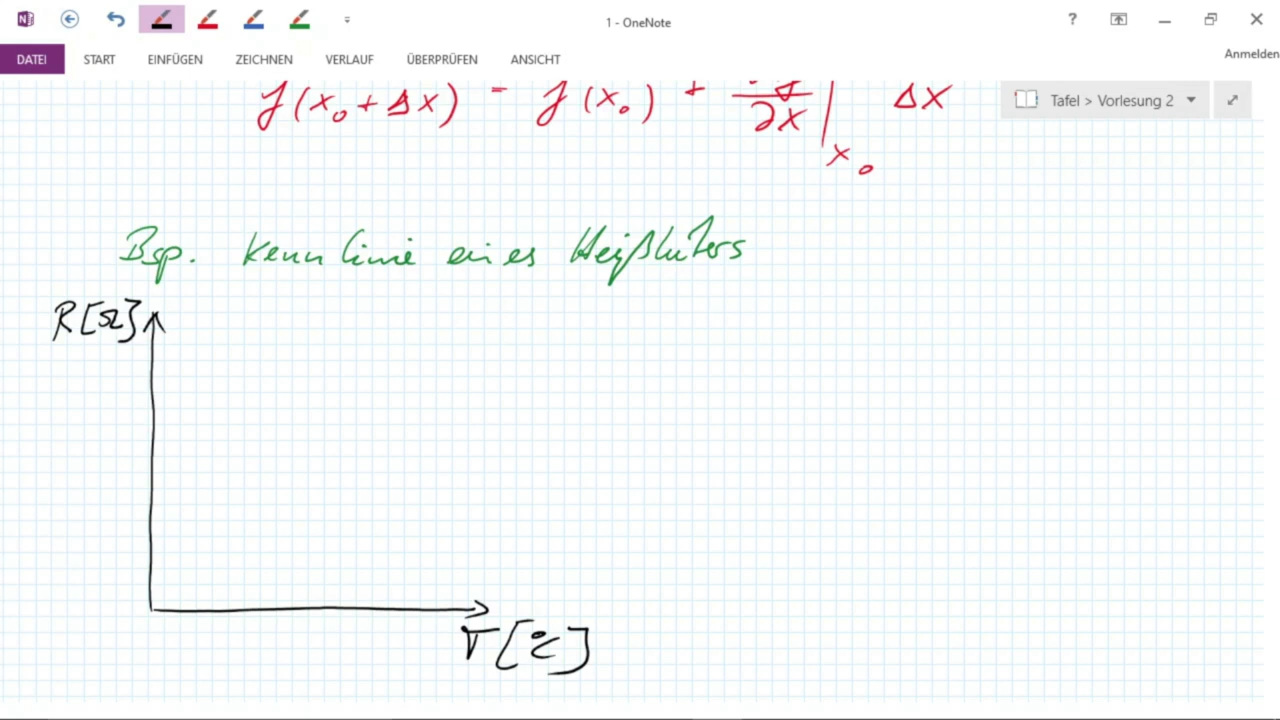 1 - OneNote
?
Anmelden
DATEI START EINFÜGEN ZEICHNEN VERLAUF ÜBERPRÜFEN ANSICHT
Tafel > Vorlesung 2
f(x₀ + Δx) = f(x₀) + ∂f/∂x |x₀ Δx
Bsp. Kennlinie eines Heißleiters
R[Ω]
T[°C]